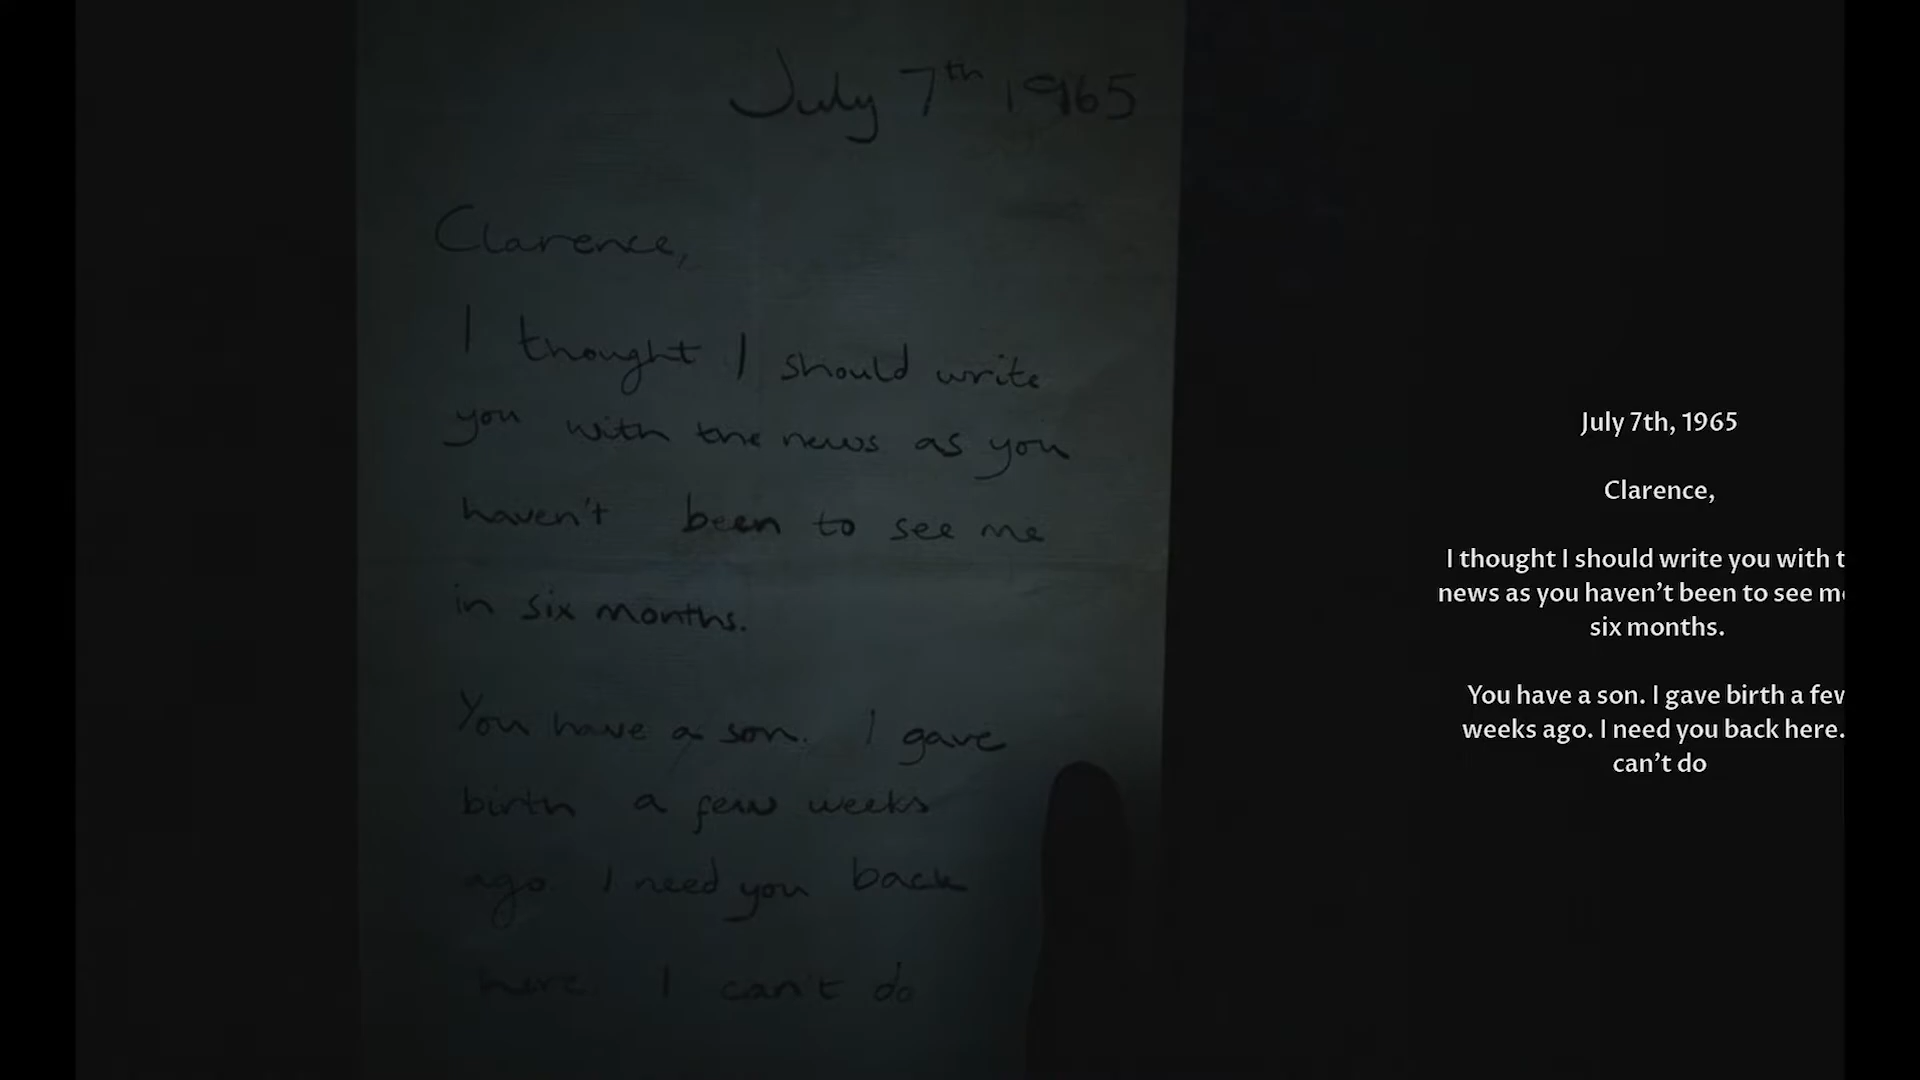 July 7th 1965
Clarence,
I thought I should write
you with the news as you
haven't been to see me
in six months.
You have a son. I gave
birth a few weeks
ago. I need you back
here. I can't do
July 7th, 1965
Clarence,
I thought I should write you with t
news as you haven’t been to see m
six months.
You have a son. I gave birth a few
weeks ago. I need you back here.
can’t do